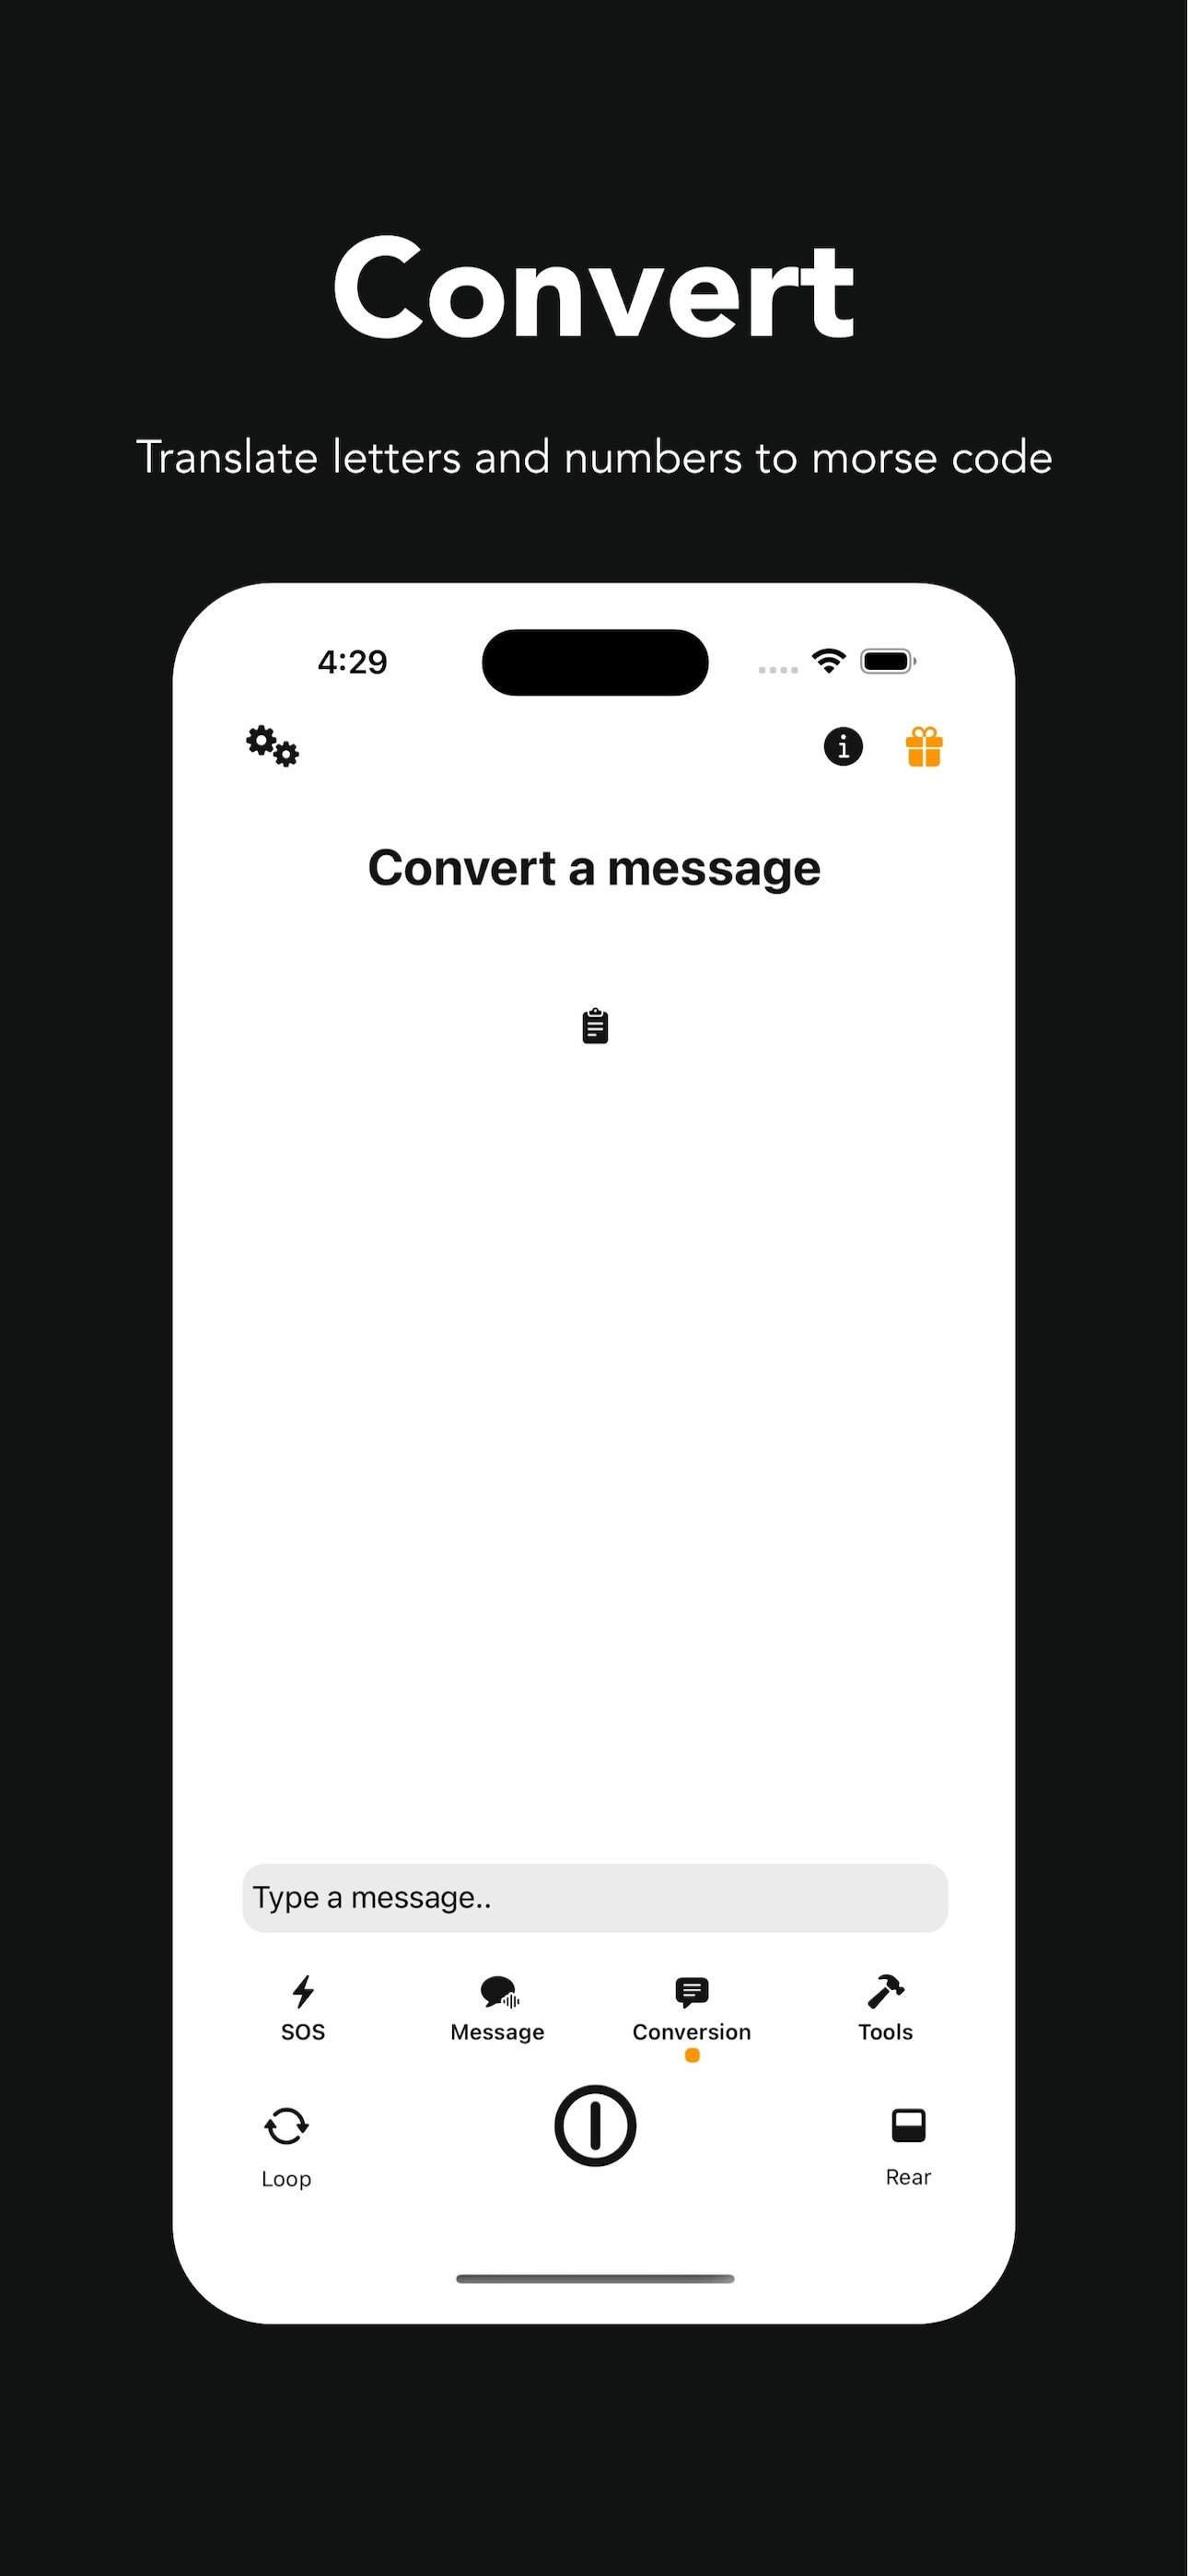 Convert
Translate letters and numbers to morse code
4:29
Convert a message
Type a message..
SOS
Message
Conversion
Tools
Loop
Rear